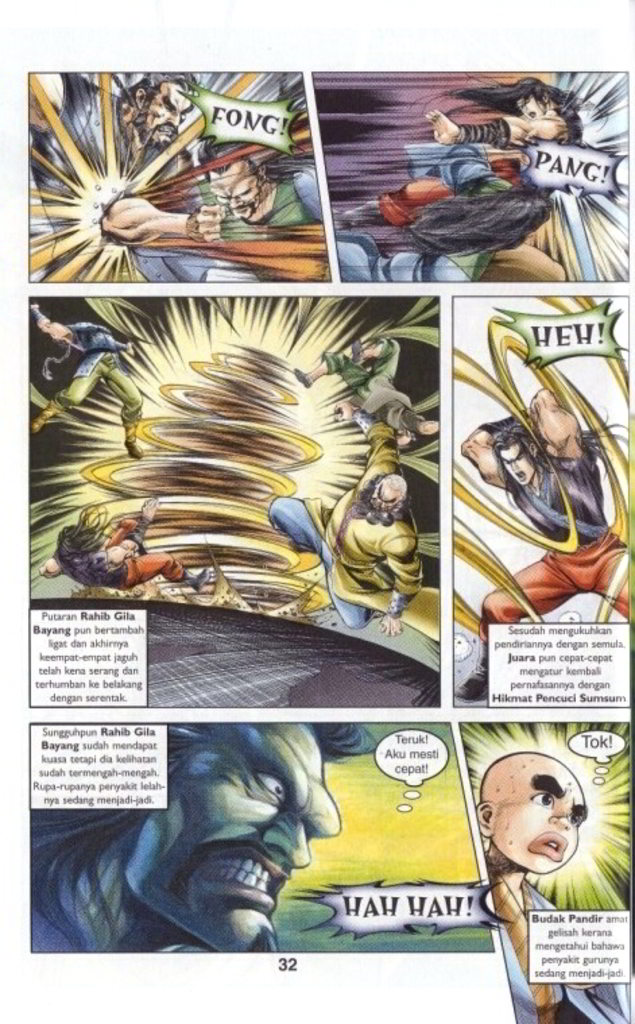 FONG!
PANG!
Putaran Rahib Gila
Bayang pun bertambah
ligat dan akhirnya
keempat-empat jaguh
telah kena serang dan
terhumban ke belakang
dengan serentak.
HEH!
Sesudah mengukuhkan
pendiriannya dengan semula.
Juara pun cepat-cepat
mengatur kembali
pernafasannya dengan
Hikmat Pencuci Sumsum
Sungguhpun Rahib Gila
Bayang sudah mendapat
kuasa tetapi dia kelihatan
sudah termengah-mengah.
Rupa-rupanya penyakit lelah-
nya sedang menjadi-jadi.
Teruk!
Aku mesti
cepat!
HAH HAH!
Tok!
Budak Pandir amat
gelisah kerana
mengetahui bahawa
penyakit gurunya
sedang menjadi-jadi.
32